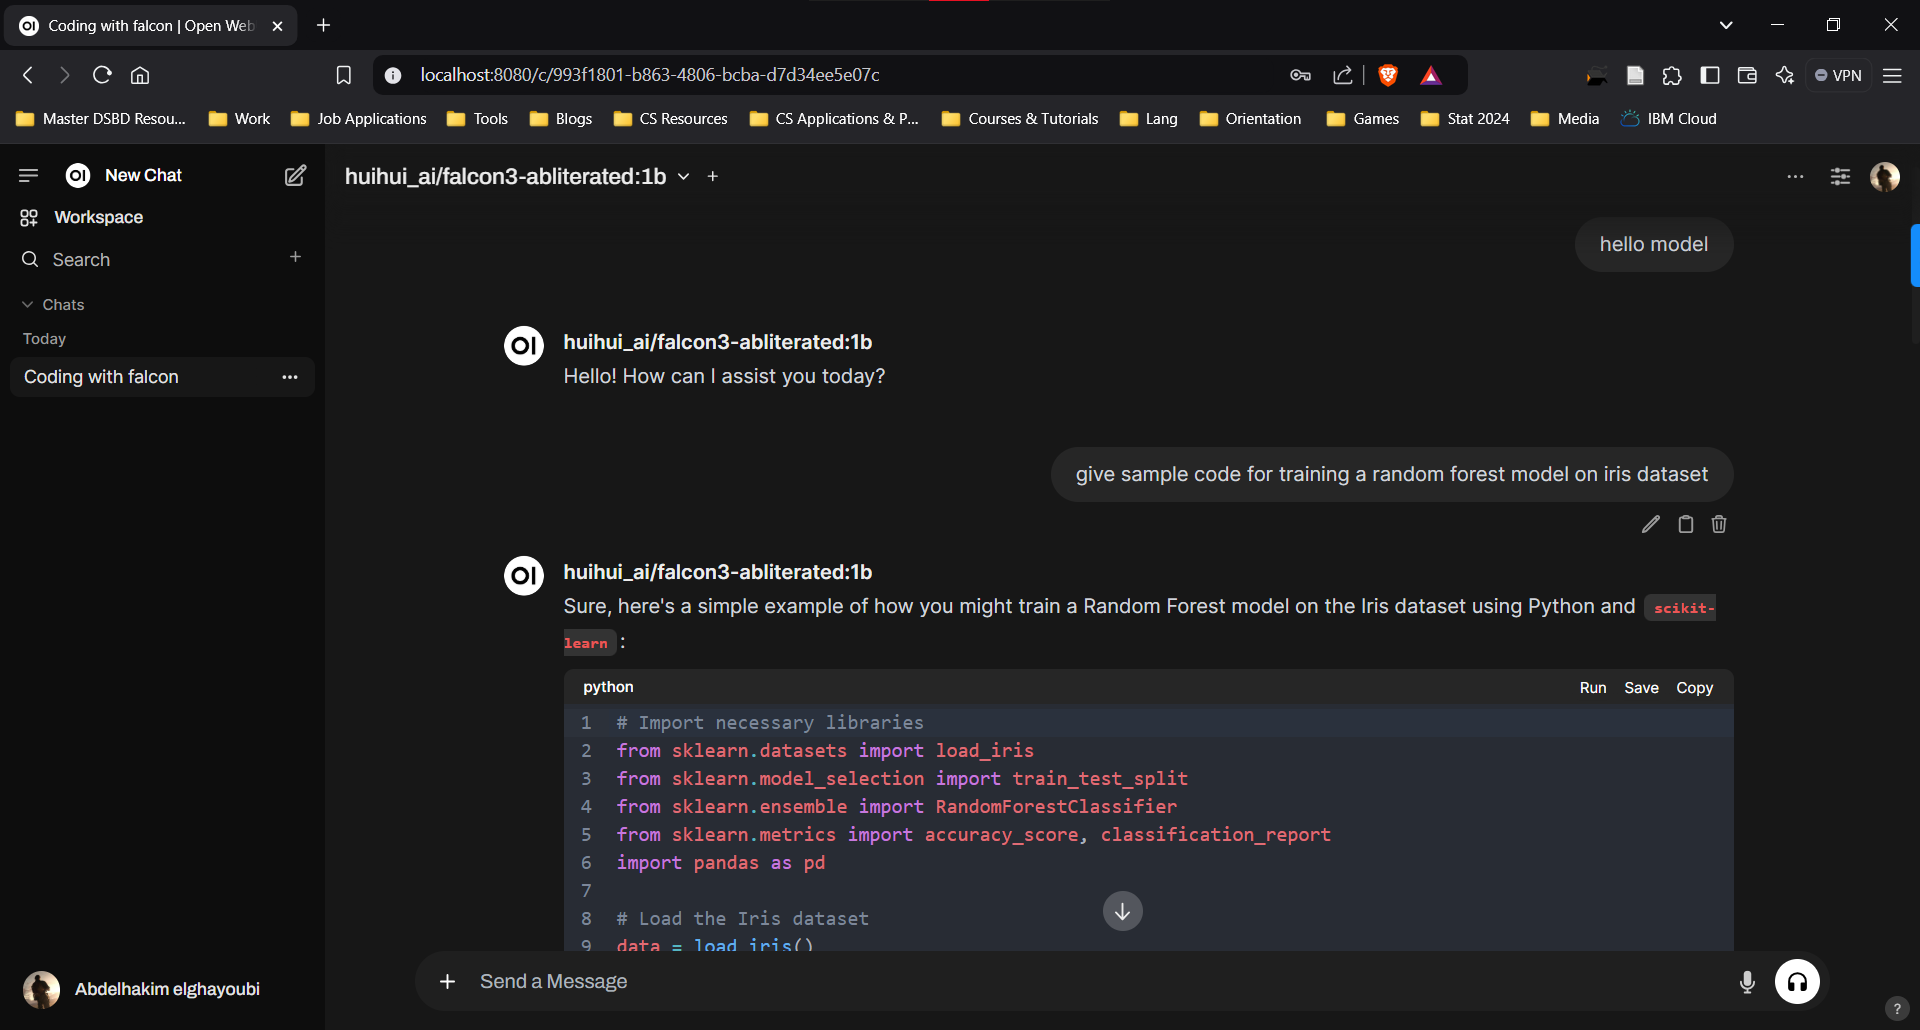 Coding with falcon | Open Web
localhost:8080/c/993f1801-b863-4806-bcba-d7d34ee5e07c
VPN
Master DSBD Resou...
Work
Job Applications
Tools
Blogs
CS Resources
CS Applications & P...
Courses & Tutorials
Lang
Orientation
Games
Stat 2024
Media
IBM Cloud
OI New Chat
Workspace
Search
Chats
Today
Coding with falcon
Abdelhakim elghayoubi
huihui_ai/falcon3-abliterated:1b
hello model
OI huihui_ai/falcon3-abliterated:1b
Hello! How can I assist you today?
give sample code for training a random forest model on iris dataset
OI huihui_ai/falcon3-abliterated:1b
Sure, here's a simple example of how you might train a Random Forest model on the Iris dataset using Python and scikit-
learn :
python
Run Save Copy
1 # Import necessary libraries
2 from sklearn.datasets import load_iris
3 from sklearn.model_selection import train_test_split
4 from sklearn.ensemble import RandomForestClassifier
5 from sklearn.metrics import accuracy_score, classification_report
6 import pandas as pd
7
8 # Load the Iris dataset
9 data = load_iris()
Send a Message
?